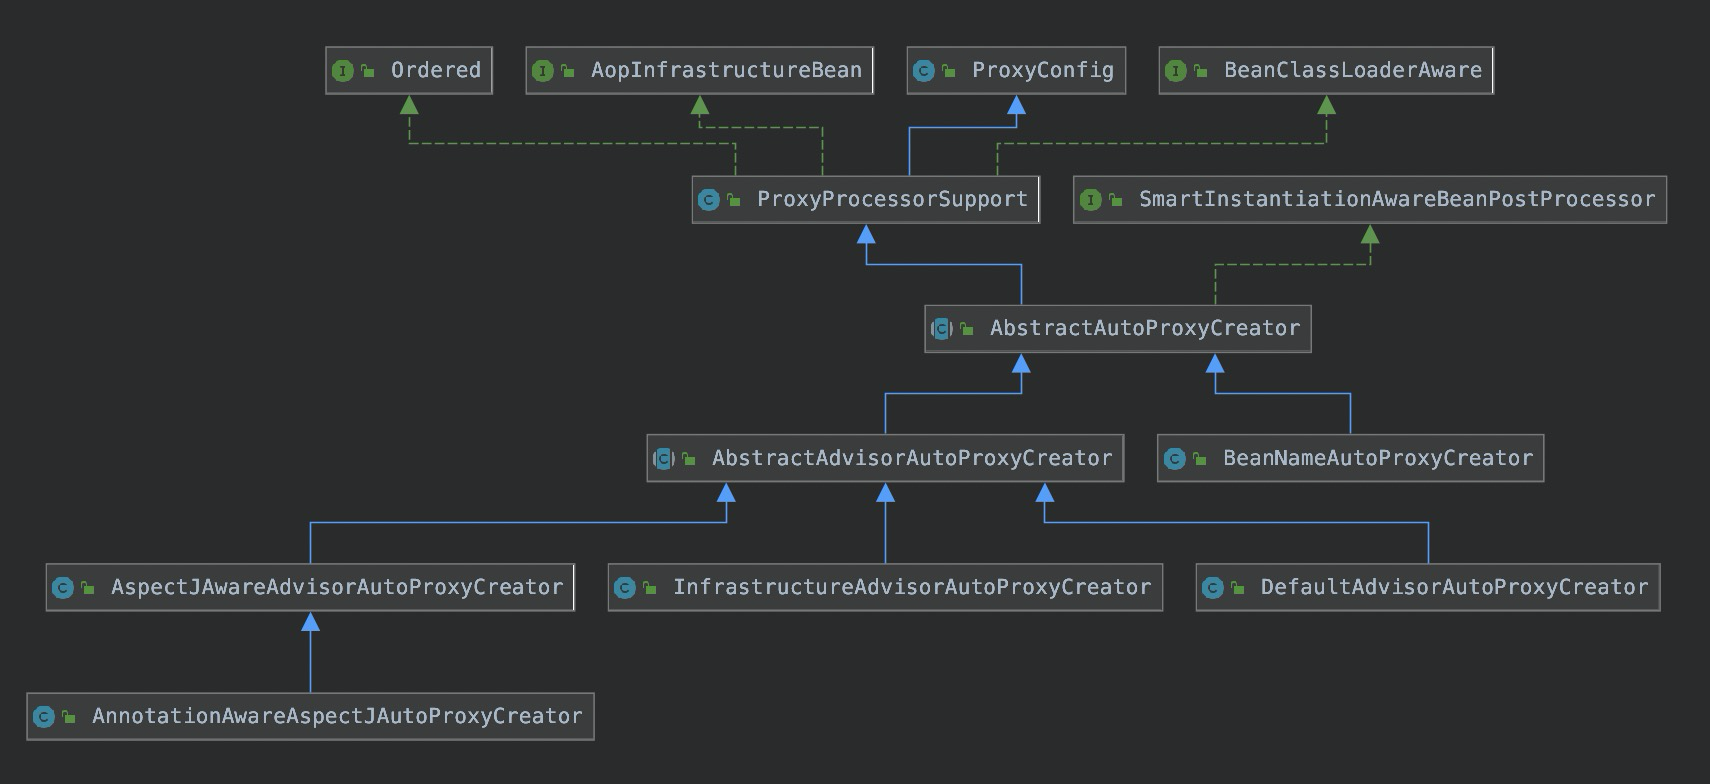 Ordered
AopInfrastructureBean
ProxyConfig
BeanClassLoaderAware
ProxyProcessorSupport
SmartInstantiationAwareBeanPostProcessor
AbstractAutoProxyCreator
AbstractAdvisorAutoProxyCreator
BeanNameAutoProxyCreator
AspectJAwareAdvisorAutoProxyCreator
InfrastructureAdvisorAutoProxyCreator
DefaultAdvisorAutoProxyCreator
AnnotationAwareAspectJAutoProxyCreator